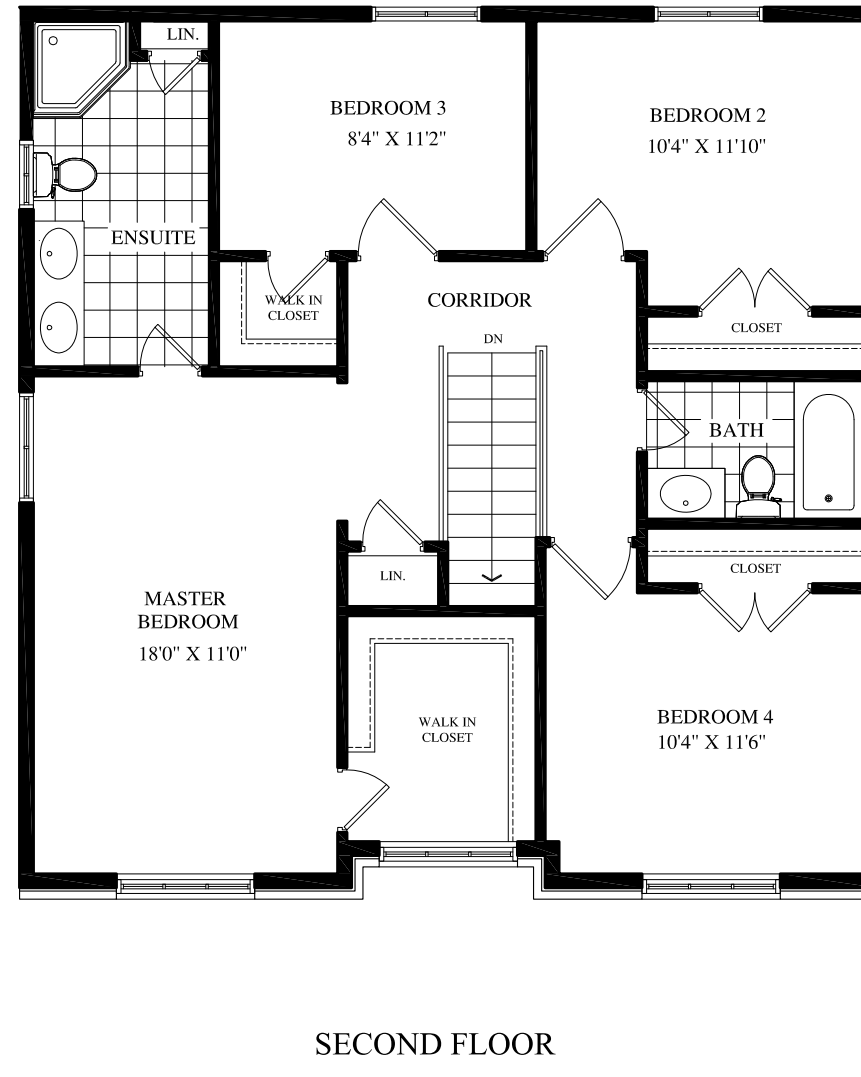 LIN.
BEDROOM 3
8'4" X 11'2"
BEDROOM 2
10'4" X 11'10"
ENSUITE
WALK IN
CLOSET
CORRIDOR
DN
CLOSET
BATH
LIN.
CLOSET
MASTER
BEDROOM
18'0" X 11'0"
WALK IN
CLOSET
BEDROOM 4
10'4" X 11'6"
SECOND FLOOR